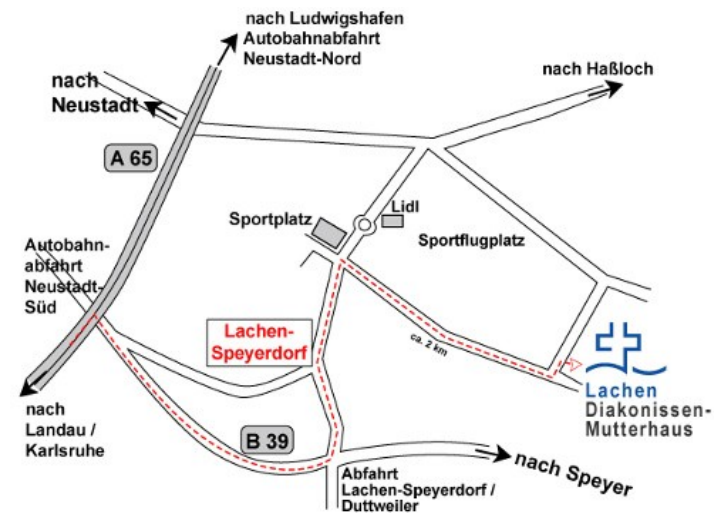 nach Ludwigshafen
Autobahnabfahrt
Neustadt-Nord
nach Haßloch
nach
Neustadt
A 65
Lidl
Sportplatz
Sportflugplatz
Autobahn-
abfahrt
Neustadt-
Süd
Lachen-
Speyerdorf
ca. 2 km
Lachen
Diakonissen-
Mutterhaus
nach
Landau /
Karlsruhe
B 39
nach Speyer
Abfahrt
Lachen-Speyerdorf /
Duttweiler